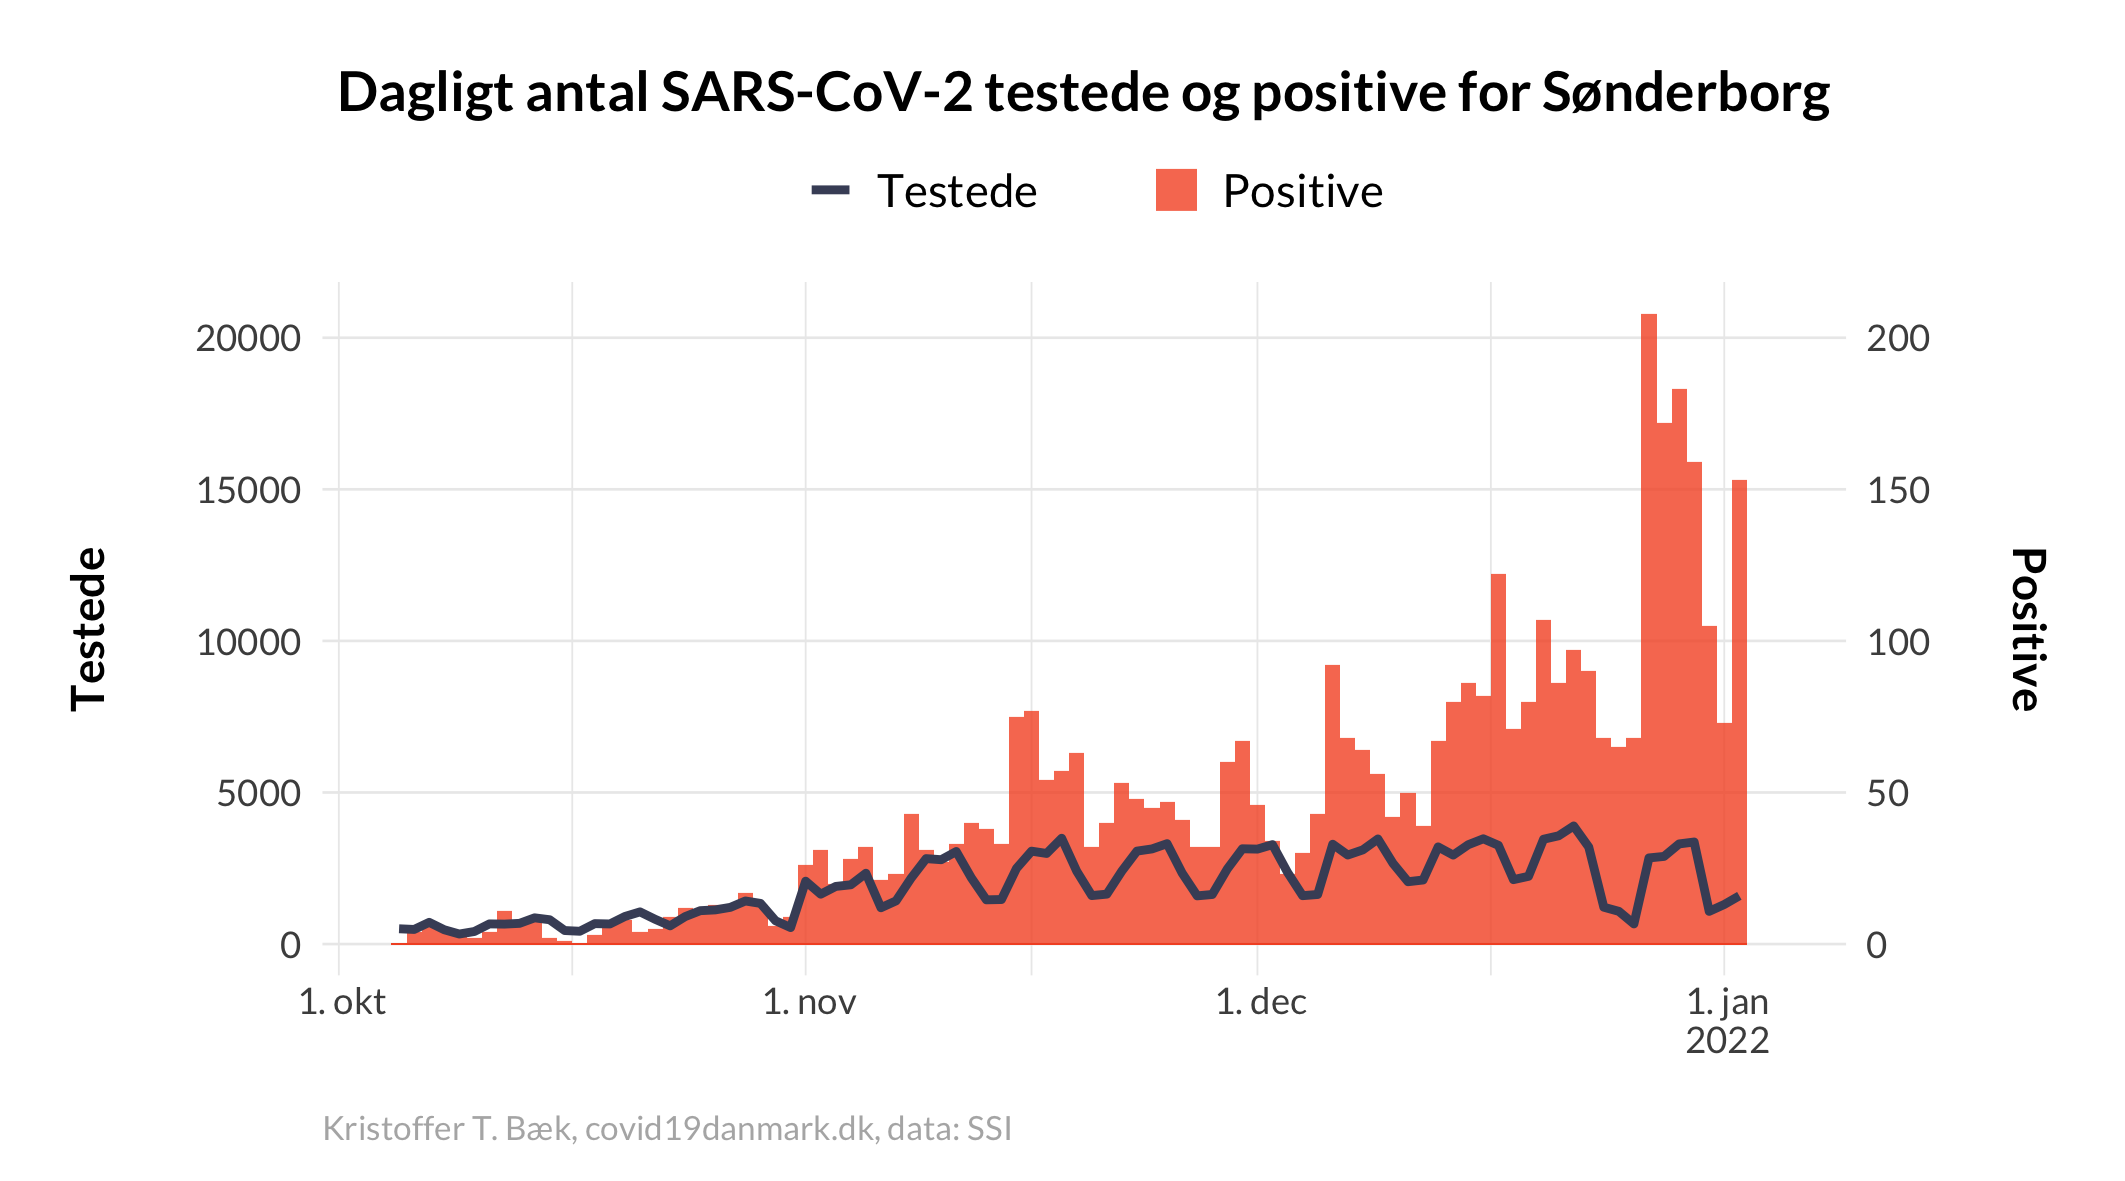 Dagligt antal SARS-CoV-2 testede og positive for Sønderborg
Testede
Positive
20000
15000
10000
5000
0
Testede
200
150
100
50
0
Positive
1. okt
1. nov
1. dec
1. jan
2022
Kristoffer T. Bæk, covid19danmark.dk, data: SSI